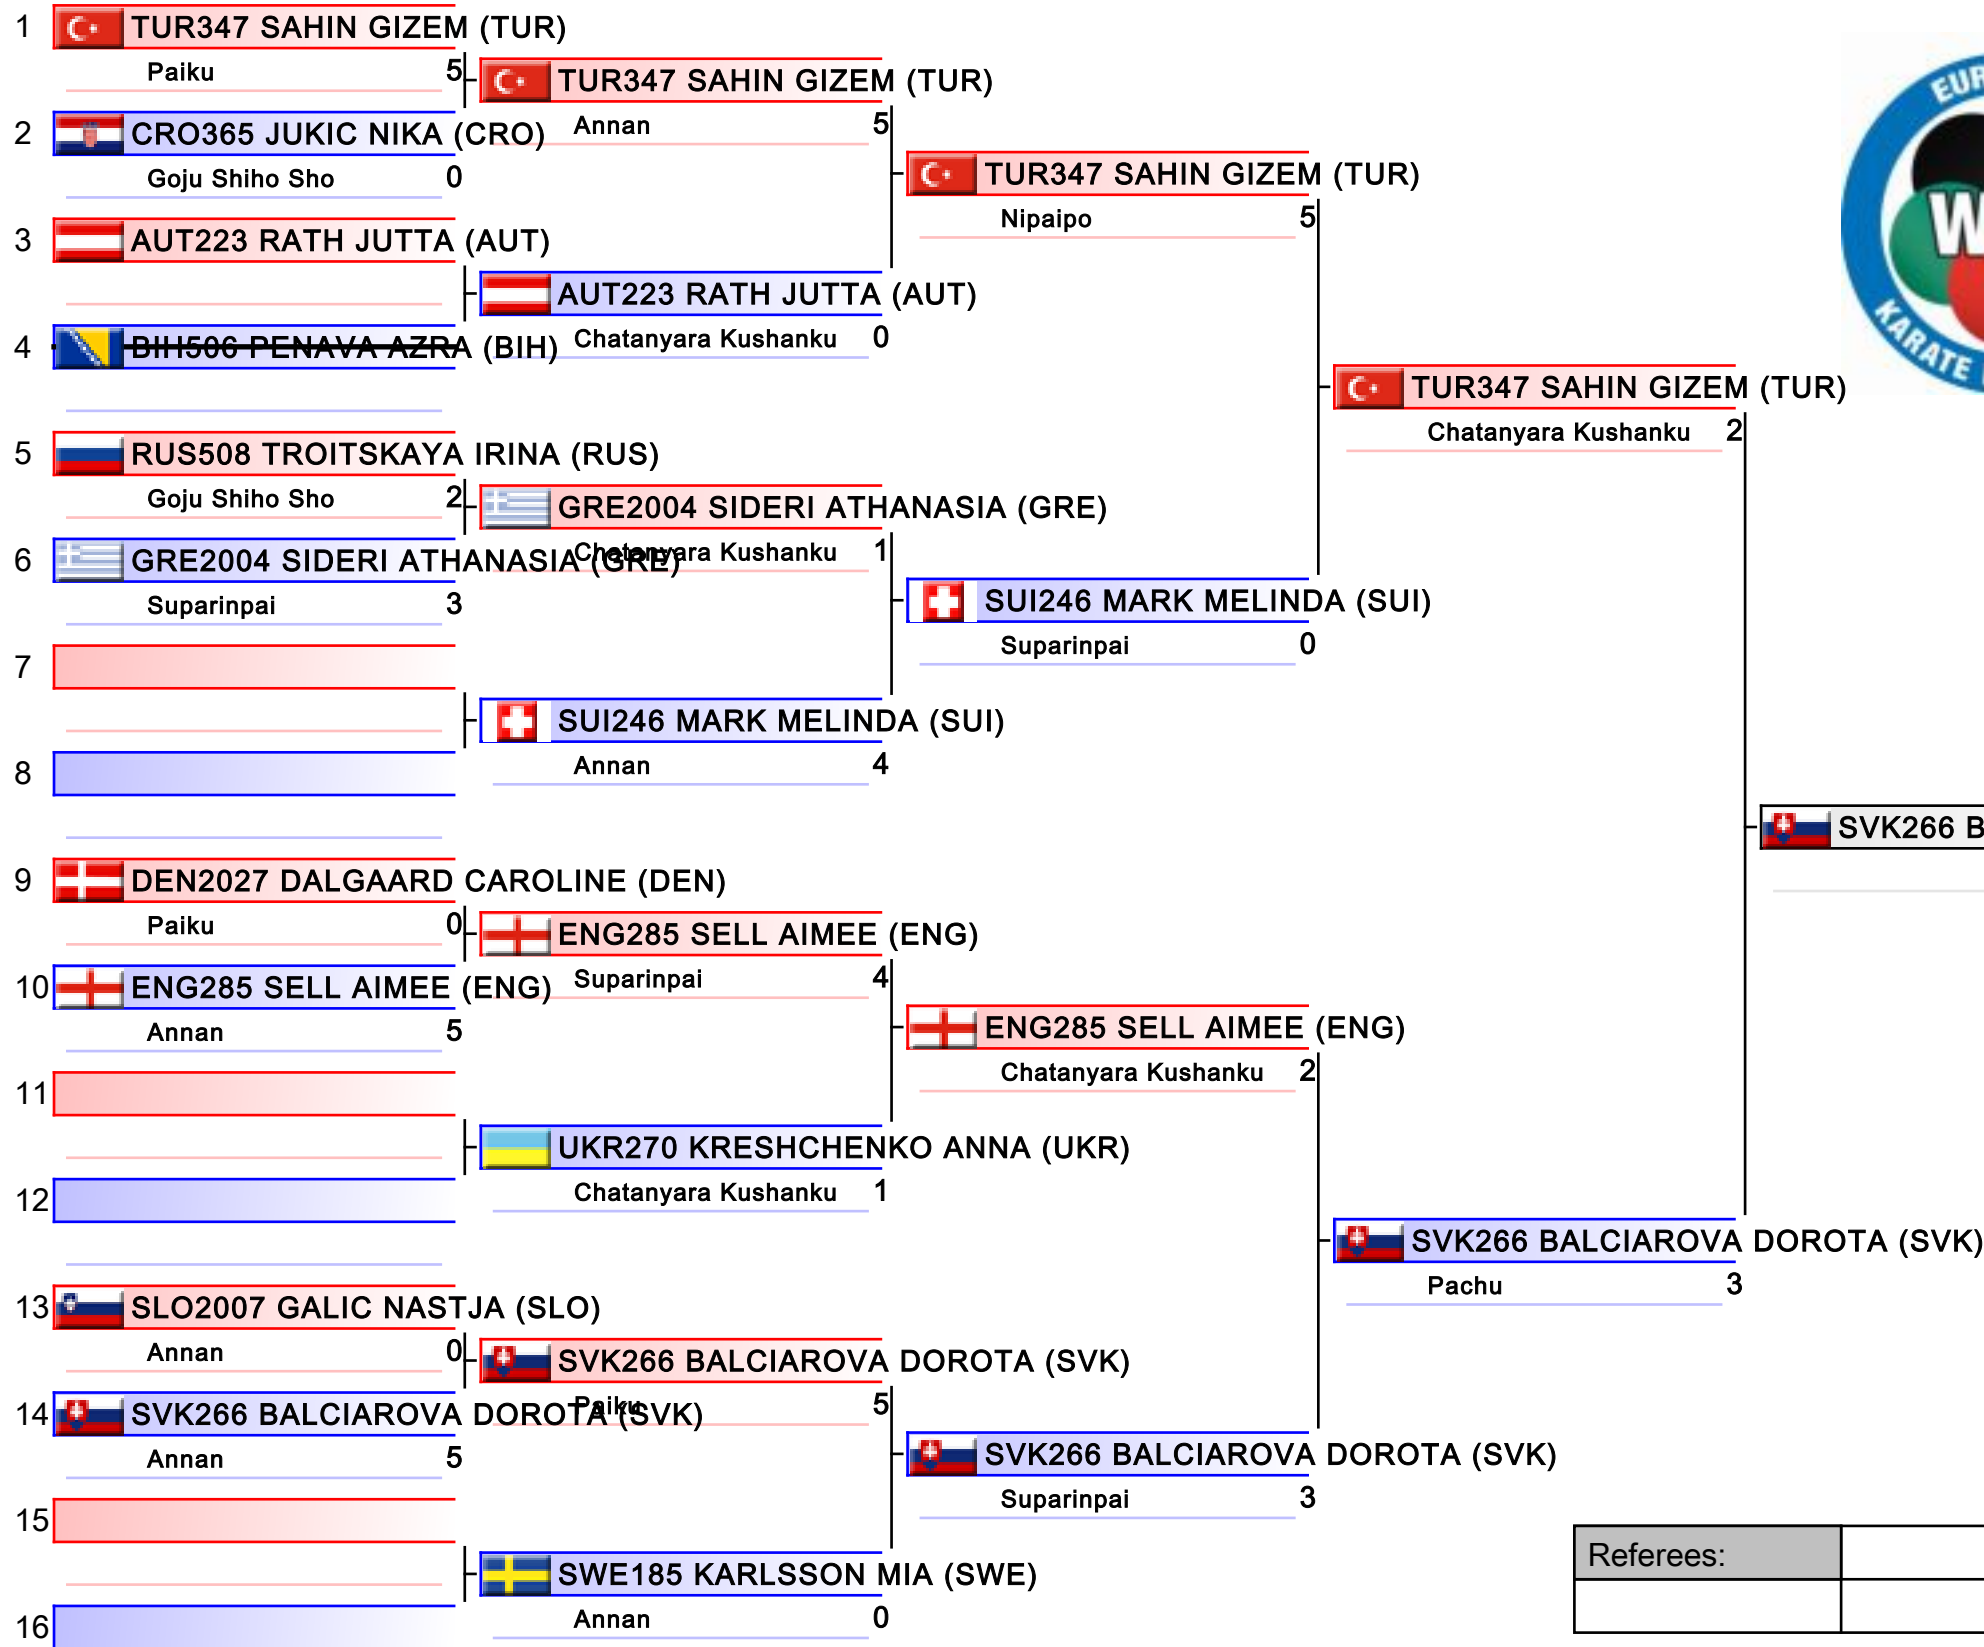 1 TUR347 SAHIN GIZEM (TUR)
Paiku 5
2 CRO365 JUKIC NIKA (CRO)
Goju Shiho Sho 0
3 AUT223 RATH JUTTA (AUT)
4 BIH506 PENAVA AZRA (BIH)
5 RUS508 TROITSKAYA IRINA (RUS)
Goju Shiho Sho 2
6 GRE2004 SIDERI ATHANASIA (GRE)
Suparinpai 3
7
8
9 DEN2027 DALGAARD CAROLINE (DEN)
Paiku 0
10 ENG285 SELL AIMEE (ENG)
Annan 5
11
12
13 SLO2007 GALIC NASTJA (SLO)
Annan 0
14 SVK266 BALCIAROVA DOROTA (SVK)
Annan 5
15
16
TUR347 SAHIN GIZEM (TUR)
Annan 5
AUT223 RATH JUTTA (AUT)
Chatanyara Kushanku 0
GRE2004 SIDERI ATHANASIA (GRE)
Chatanyara Kushanku 1
SUI246 MARK MELINDA (SUI)
Annan 4
ENG285 SELL AIMEE (ENG)
Suparinpai 4
UKR270 KRESHCHENKO ANNA (UKR)
Chatanyara Kushanku 1
SVK266 BALCIAROVA DOROTA (SVK)
Paiku 5
SWE185 KARLSSON MIA (SWE)
Annan 0
TUR347 SAHIN GIZEM (TUR)
Nipaipo 5
SUI246 MARK MELINDA (SUI)
Suparinpai 0
ENG285 SELL AIMEE (ENG)
Chatanyara Kushanku 2
SVK266 BALCIAROVA DOROTA (SVK)
Suparinpai 3
TUR347 SAHIN GIZEM (TUR)
Chatanyara Kushanku 2
SVK266 BALCIAROVA DOROTA (SVK)
Pachu 3
SVK266 B
EUR
W
KARATE
Referees: